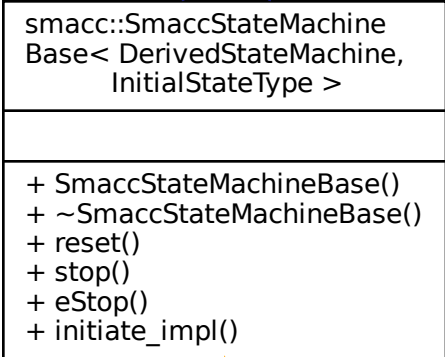 smacc::SmaccStateMachine
Base< DerivedStateMachine,
InitialStateType >
+ SmaccStateMachineBase()
+ ~SmaccStateMachineBase()
+ reset()
+ stop()
+ eStop()
+ initiate_impl()